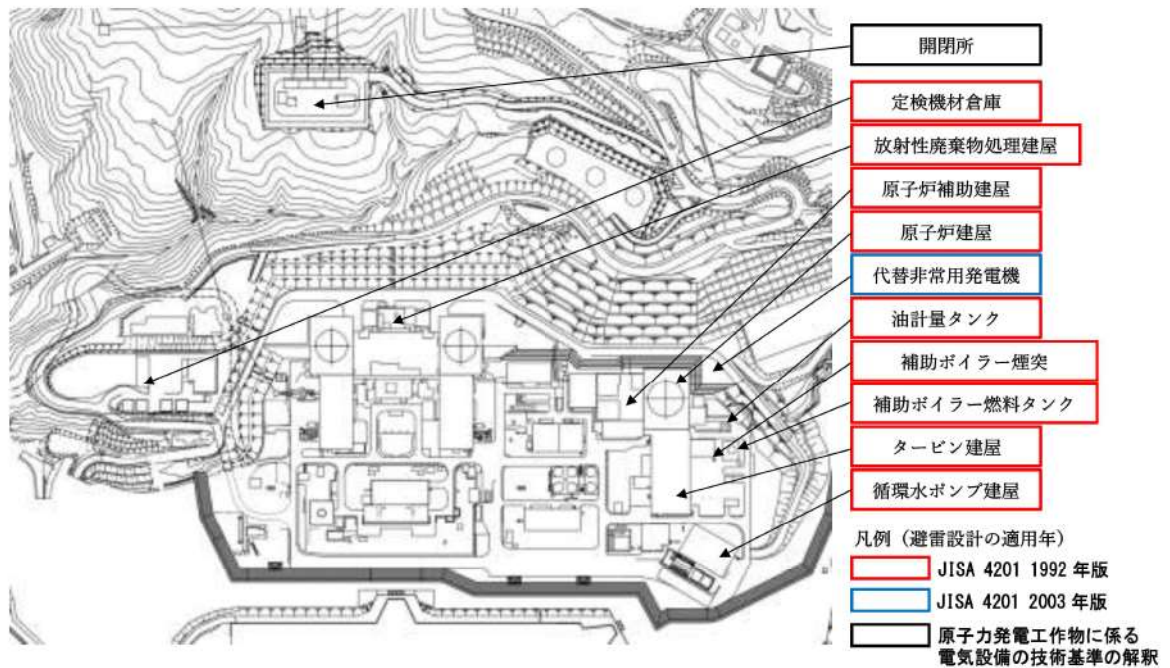 開閉所
定検機材倉庫
放射性廃棄物処理建屋
原子炉補助建屋
原子炉建屋
代替非常用発電機
油計量タンク
補助ボイラー煙突
補助ボイラー燃料タンク
タービン建屋
循環水ポンプ建屋
凡例（避雷設計の適用年）
JISA 4201 1992 年版
JISA 4201 2003 年版
原子力発電工作物に係る
電気設備の技術基準の解釈